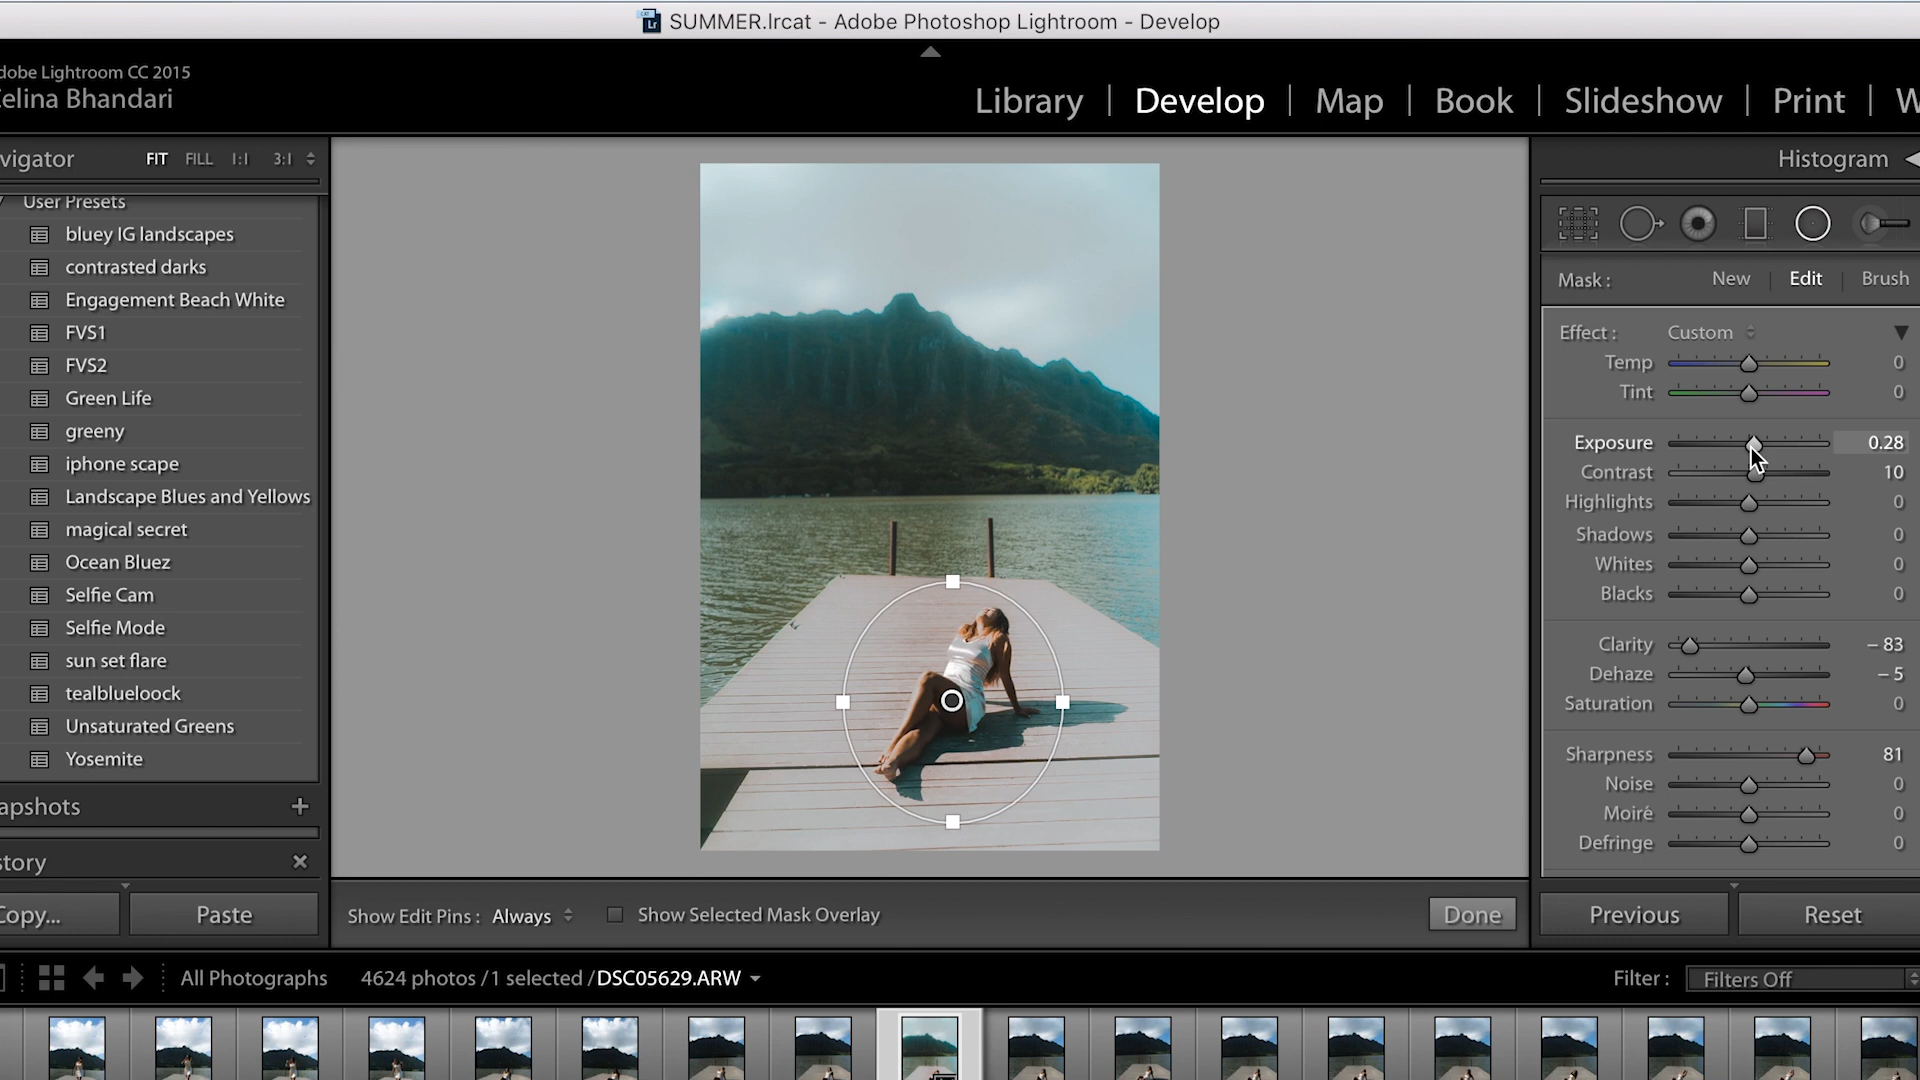 SUMMER.lrcat - Adobe Photoshop Lightroom - Develop
dobe Lightroom CC 2015
elina Bhandari
Library | Develop | Map | Book | Slideshow | Print | W
vigator FIT FILL 1:1 3:1
Histogram
User Presets
bluey IG landscapes
contrasted darks
Engagement Beach White
FVS1
FVS2
Green Life
greeny
iphone scape
Landscape Blues and Yellows
magical secret
Ocean Bluez
Selfie Cam
Selfie Mode
sun set flare
tealblueloock
Unsaturated Greens
Yosemite
apshots +
story ×
Copy... Paste
Mask : New | Edit | Brush
Effect : Custom
Temp 0
Tint 0
Exposure 0.28
Contrast 10
Highlights 0
Shadows 0
Whites 0
Blacks 0
Clarity – 83
Dehaze – 5
Saturation 0
Sharpness 81
Noise 0
Moiré 0
Defringe 0
Show Edit Pins : Always Show Selected Mask Overlay Done
Previous Reset
All Photographs 4624 photos / 1 selected / DSC05629.ARW
Filter : Filters Off